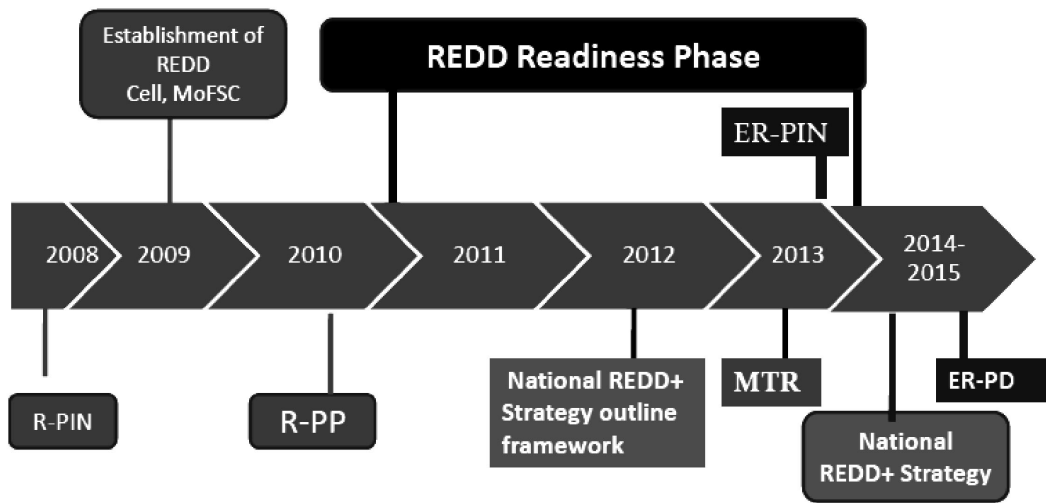 Establishment of
REDD
Cell, MoFSC
REDD Readiness Phase
ER-PIN
2008
2009
2010
2011
2012
2013
2014-
2015
R-PIN
R-PP
National REDD+
Strategy outline
framework
MTR
National
REDD+ Strategy
ER-PD